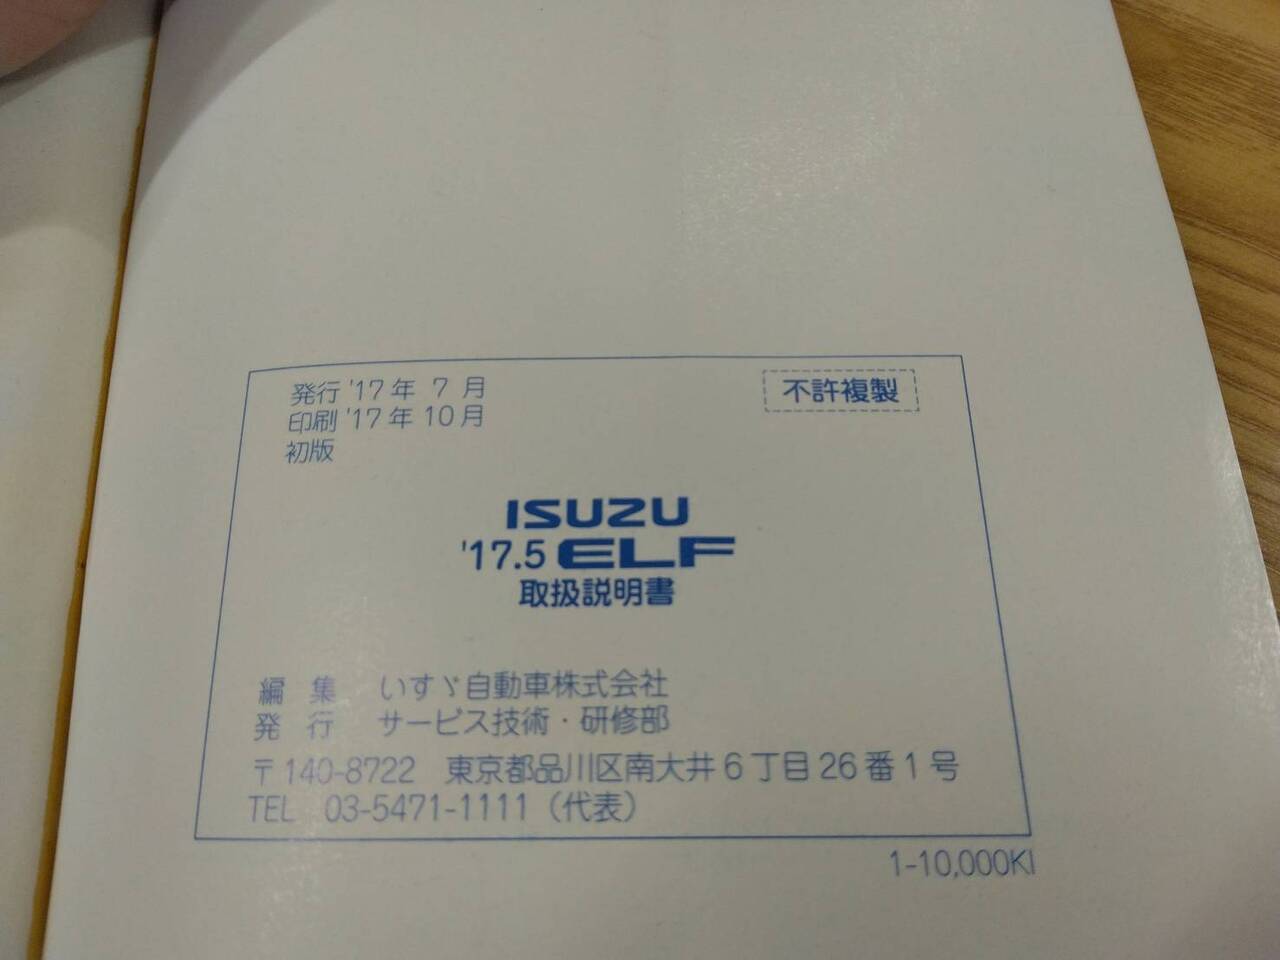 発行 '17年 7月
不許複製
印刷 '17年10月
初版
ISUZU
'17.5 ELF
取扱説明書
編 集 いすゞ自動車株式会社
発 行 サービス技術・研修部
〒140-8722 東京都品川区南大井6丁目26番1号
TEL 03-5471-1111（代表）
1-10,000KI